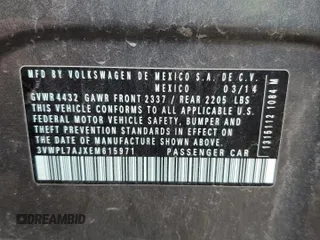 MFD BY VOLKSWAGEN DE MEXICO S.A. DE C.V.
MEXICO 03/14
GVWR 4432 GAWR FRONT 2337 / REAR 2205 LBS
THIS VEHICLE CONFORMS TO ALL APPLICABLE U.S.
FEDERAL MOTOR VEHICLE SAFETY, BUMPER, AND
THEFT PREVENTION STANDARDS IN EFFECT ON THE
DATE OF MANUFACTURE SHOWN ABOVE.
3VWPL7AJXEM615971 PASSENGER CAR
1315112 1084 M
DREAMBID